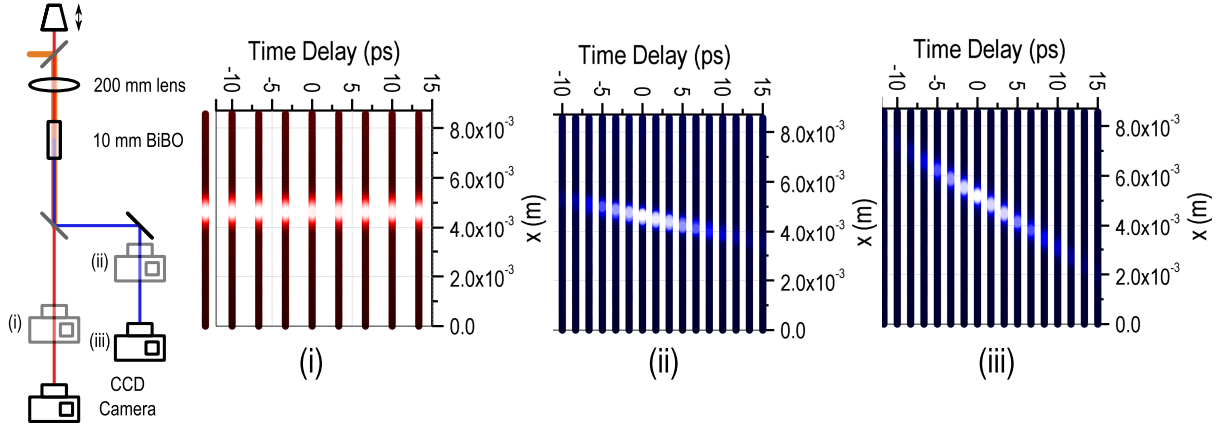 200 mm lens
10 mm BiBO
(ii)
(i)
(iii)
CCD
Camera
Time Delay (ps)
-10 -5 0 5 10 15
8.0x10⁻³
6.0x10⁻³
4.0x10⁻³
2.0x10⁻³
0.0
x (m)
(i)
Time Delay (ps)
-10 -5 0 5 10 15
8.0x10⁻³
6.0x10⁻³
4.0x10⁻³
2.0x10⁻³
0.0
x (m)
(ii)
Time Delay (ps)
-10 -5 0 5 10 15
8.0x10⁻³
6.0x10⁻³
4.0x10⁻³
2.0x10⁻³
0.0
x (m)
(iii)